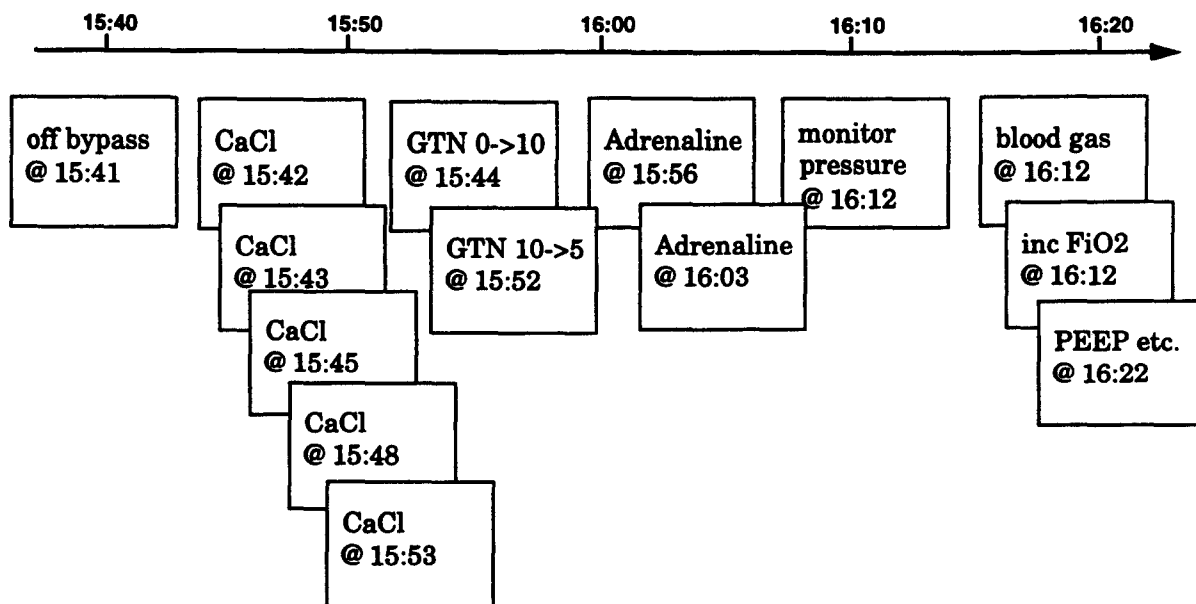 15:40 15:50 16:00 16:10 16:20
off bypass
@ 15:41
CaCl
@ 15:42
CaCl
@ 15:43
CaCl
@ 15:45
CaCl
@ 15:48
CaCl
@ 15:53
GTN 0->10
@ 15:44
GTN 10->5
@ 15:52
Adrenaline
@ 15:56
Adrenaline
@ 16:03
monitor
pressure
@ 16:12
blood gas
@ 16:12
inc FiO2
@ 16:12
PEEP etc.
@ 16:22